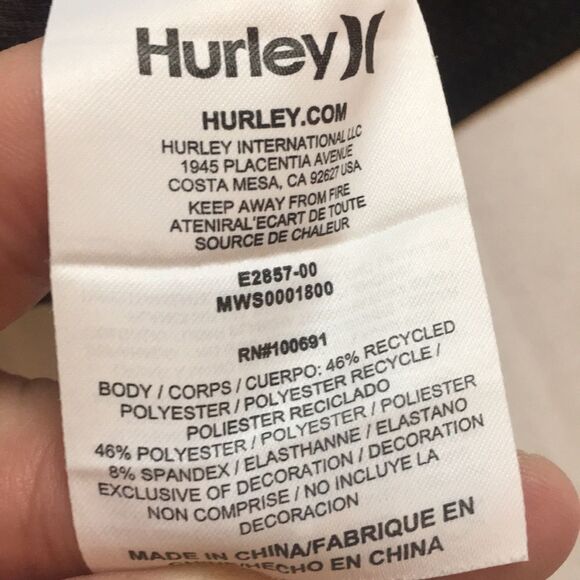 Hurley
HURLEY.COM
HURLEY INTERNATIONAL LLC
1945 PLACENTIA AVENUE
COSTA MESA, CA 92627 USA
KEEP AWAY FROM FIRE
ATENIRAL'ECART DE TOUTE
SOURCE DE CHALEUR
E2857-00
MWS0001800
RN#100691
BODY / CORPS / CUERPO: 46% RECYCLED
POLYESTER / POLYESTER RECYCLE /
POLIESTER RECICLADO
46% POLYESTER / POLYESTER / POLIESTER
8% SPANDEX / ELASTHANNE / ELASTANO
EXCLUSIVE OF DECORATION / DECORATION
NON COMPRISE / NO INCLUYE LA
DECORACION
MADE IN CHINA/FABRIQUE EN
CHINE/HECHO EN CHINA